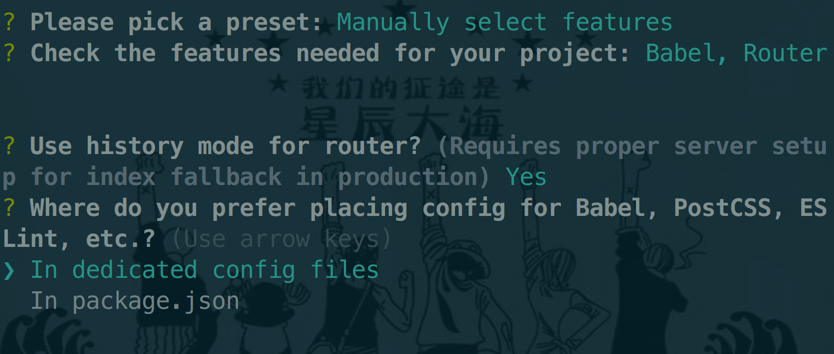 ? Please pick a preset: Manually select features
? Check the features needed for your project: Babel, Router
我们的征途是
星辰大海
? Use history mode for router? (Requires proper server setu
p for index fallback in production) Yes
? Where do you prefer placing config for Babel, PostCSS, ES
Lint, etc.? (Use arrow keys)
❯ In dedicated config files
In package.json